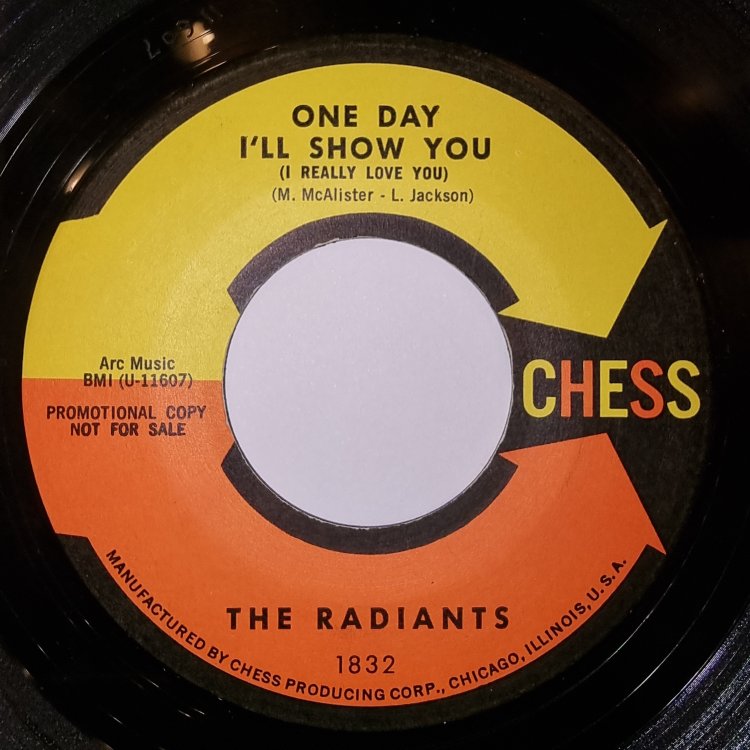 ONE DAY
I'LL SHOW YOU
(I REALLY LOVE YOU)
(M. McAlister - L. Jackson)
Arc Music
BMI (U-11607)
PROMOTIONAL COPY
NOT FOR SALE
CHESS
THE RADIANTS
1832
MANUFACTURED BY CHESS PRODUCING CORP., CHICAGO, ILLINOIS, U.S.A.